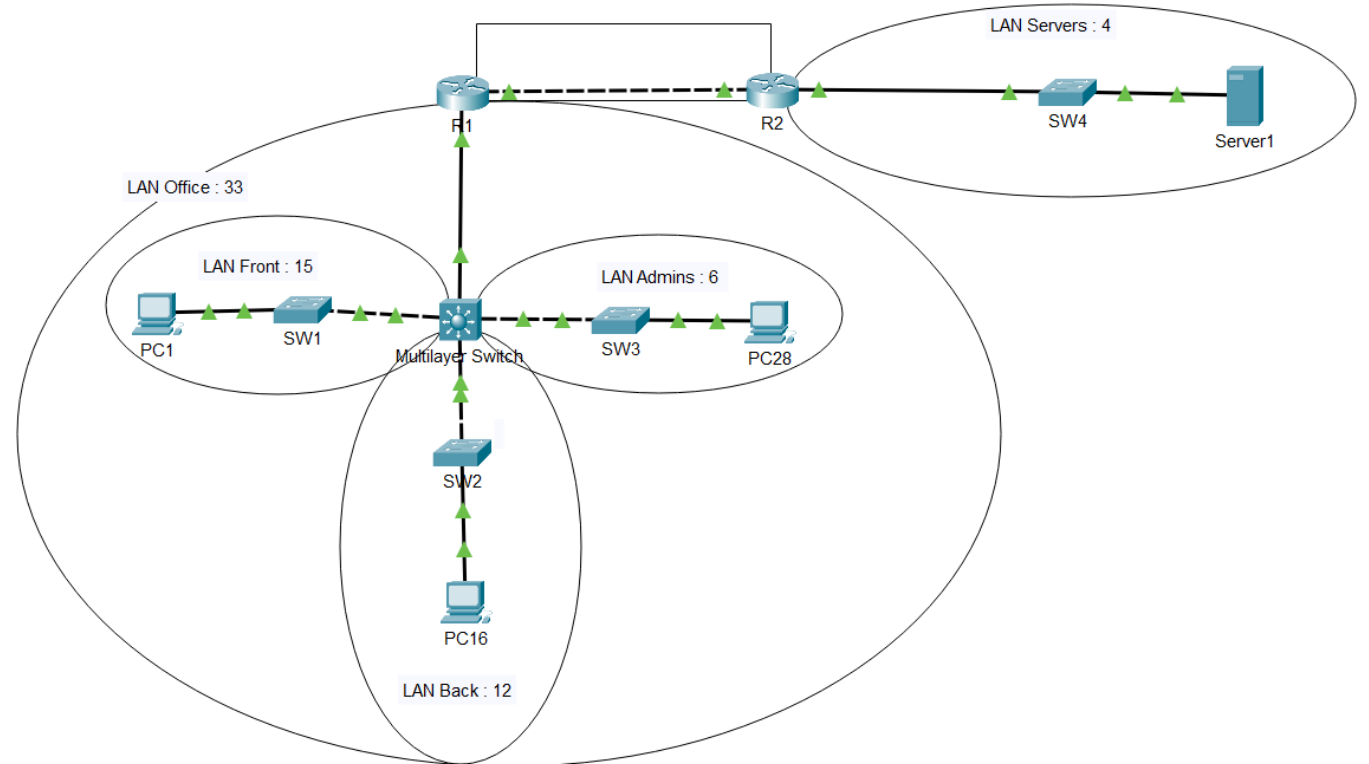 LAN Servers : 4
R1
R2
SW4
Server1
LAN Office : 33
LAN Front : 15
LAN Admins : 6
PC1
SW1
Multilayer Switch
SW3
PC28
SW2
PC16
LAN Back : 12